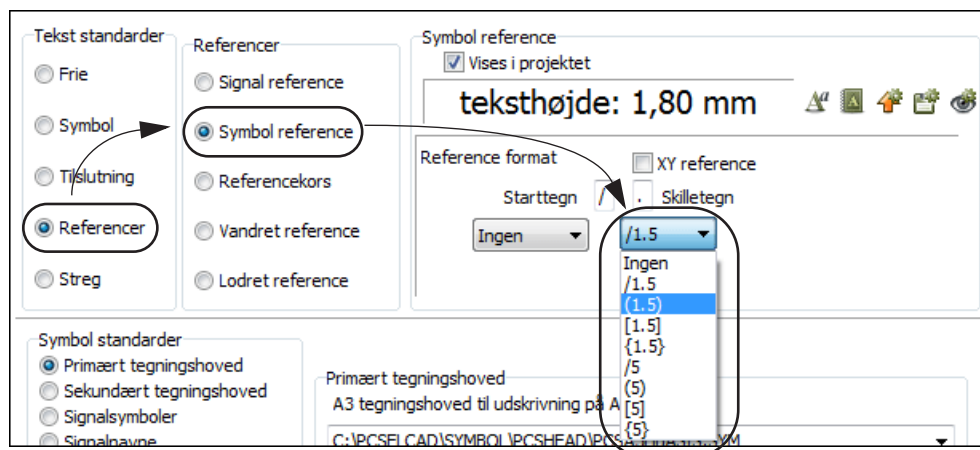 Tekst standarder
Frie
Symbol
Tilslutning
Referencer
Streg
Referencer
Signal reference
Symbol reference
Referencekors
Vandret reference
Lodret reference
Symbol reference
Vises i projektet
teksthøjde: 1,80 mm
Reference format
XY reference
Starttegn / . Skilletegn
Ingen /1.5
Ingen
/1.5
(1.5)
[1.5]
{1.5}
/5
(5)
[5]
{5}
Symbol standarder
Primært tegningshoved
Sekundært tegningshoved
Signalsymboler
Signalnavne
Primært tegningshoved
A3 tegningshoved til udskrivning på A
C:\PCSELCAD\SYMBOL\PCSHEAD\